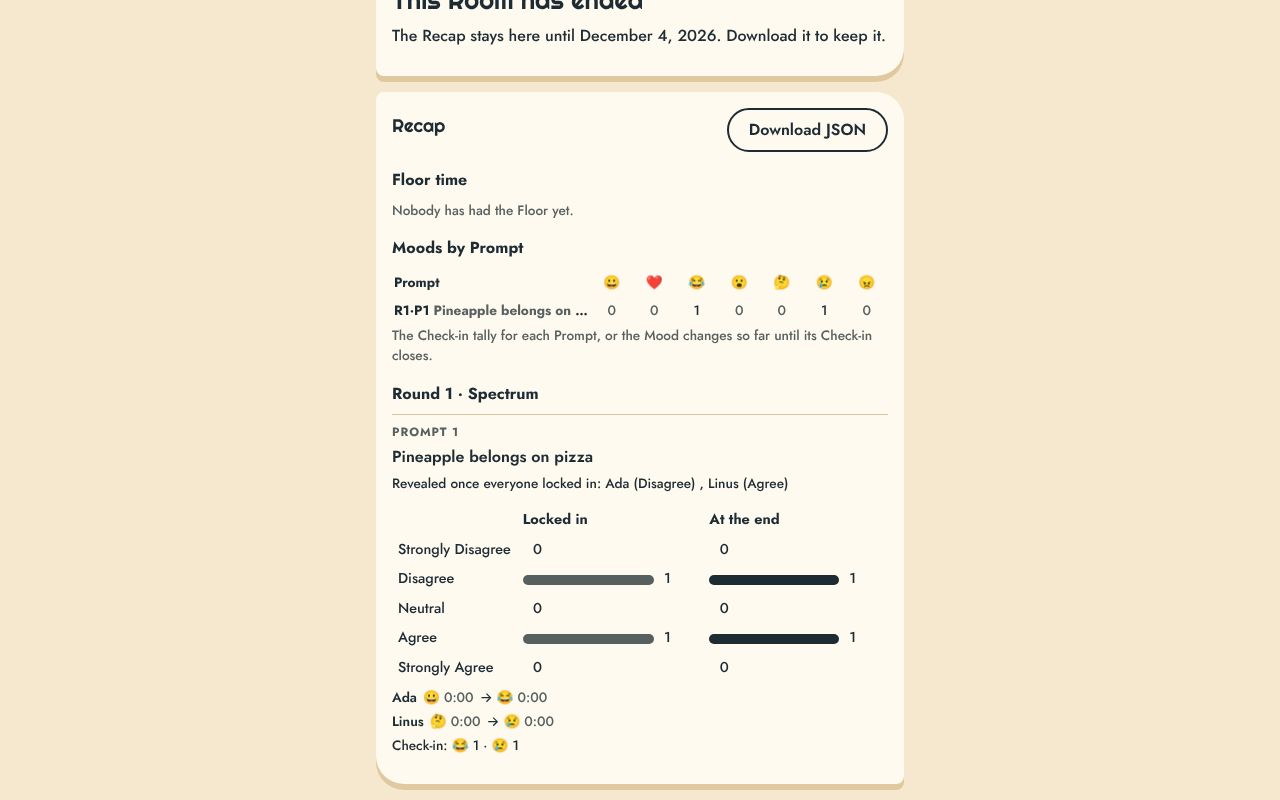 This Room has ended
The Recap stays here until December 4, 2026. Download it to keep it.
Recap
Download JSON
Floor time
Nobody has had the Floor yet.
Moods by Prompt
Prompt 😀 ❤️ 😂 😮 🤔 😢 😠
R1·P1 Pineapple belongs on ... 0 0 1 0 0 1 0
The Check-in tally for each Prompt, or the Mood changes so far until its Check-in
closes.
Round 1 · Spectrum
PROMPT 1
Pineapple belongs on pizza
Revealed once everyone locked in: Ada (Disagree) , Linus (Agree)
Locked in At the end
Strongly Disagree 0 0
Disagree 1 1
Neutral 0 0
Agree 1 1
Strongly Agree 0 0
Ada 😀 0:00 → 😂 0:00
Linus 🤔 0:00 → 😢 0:00
Check-in: 😂 1 · 😢 1